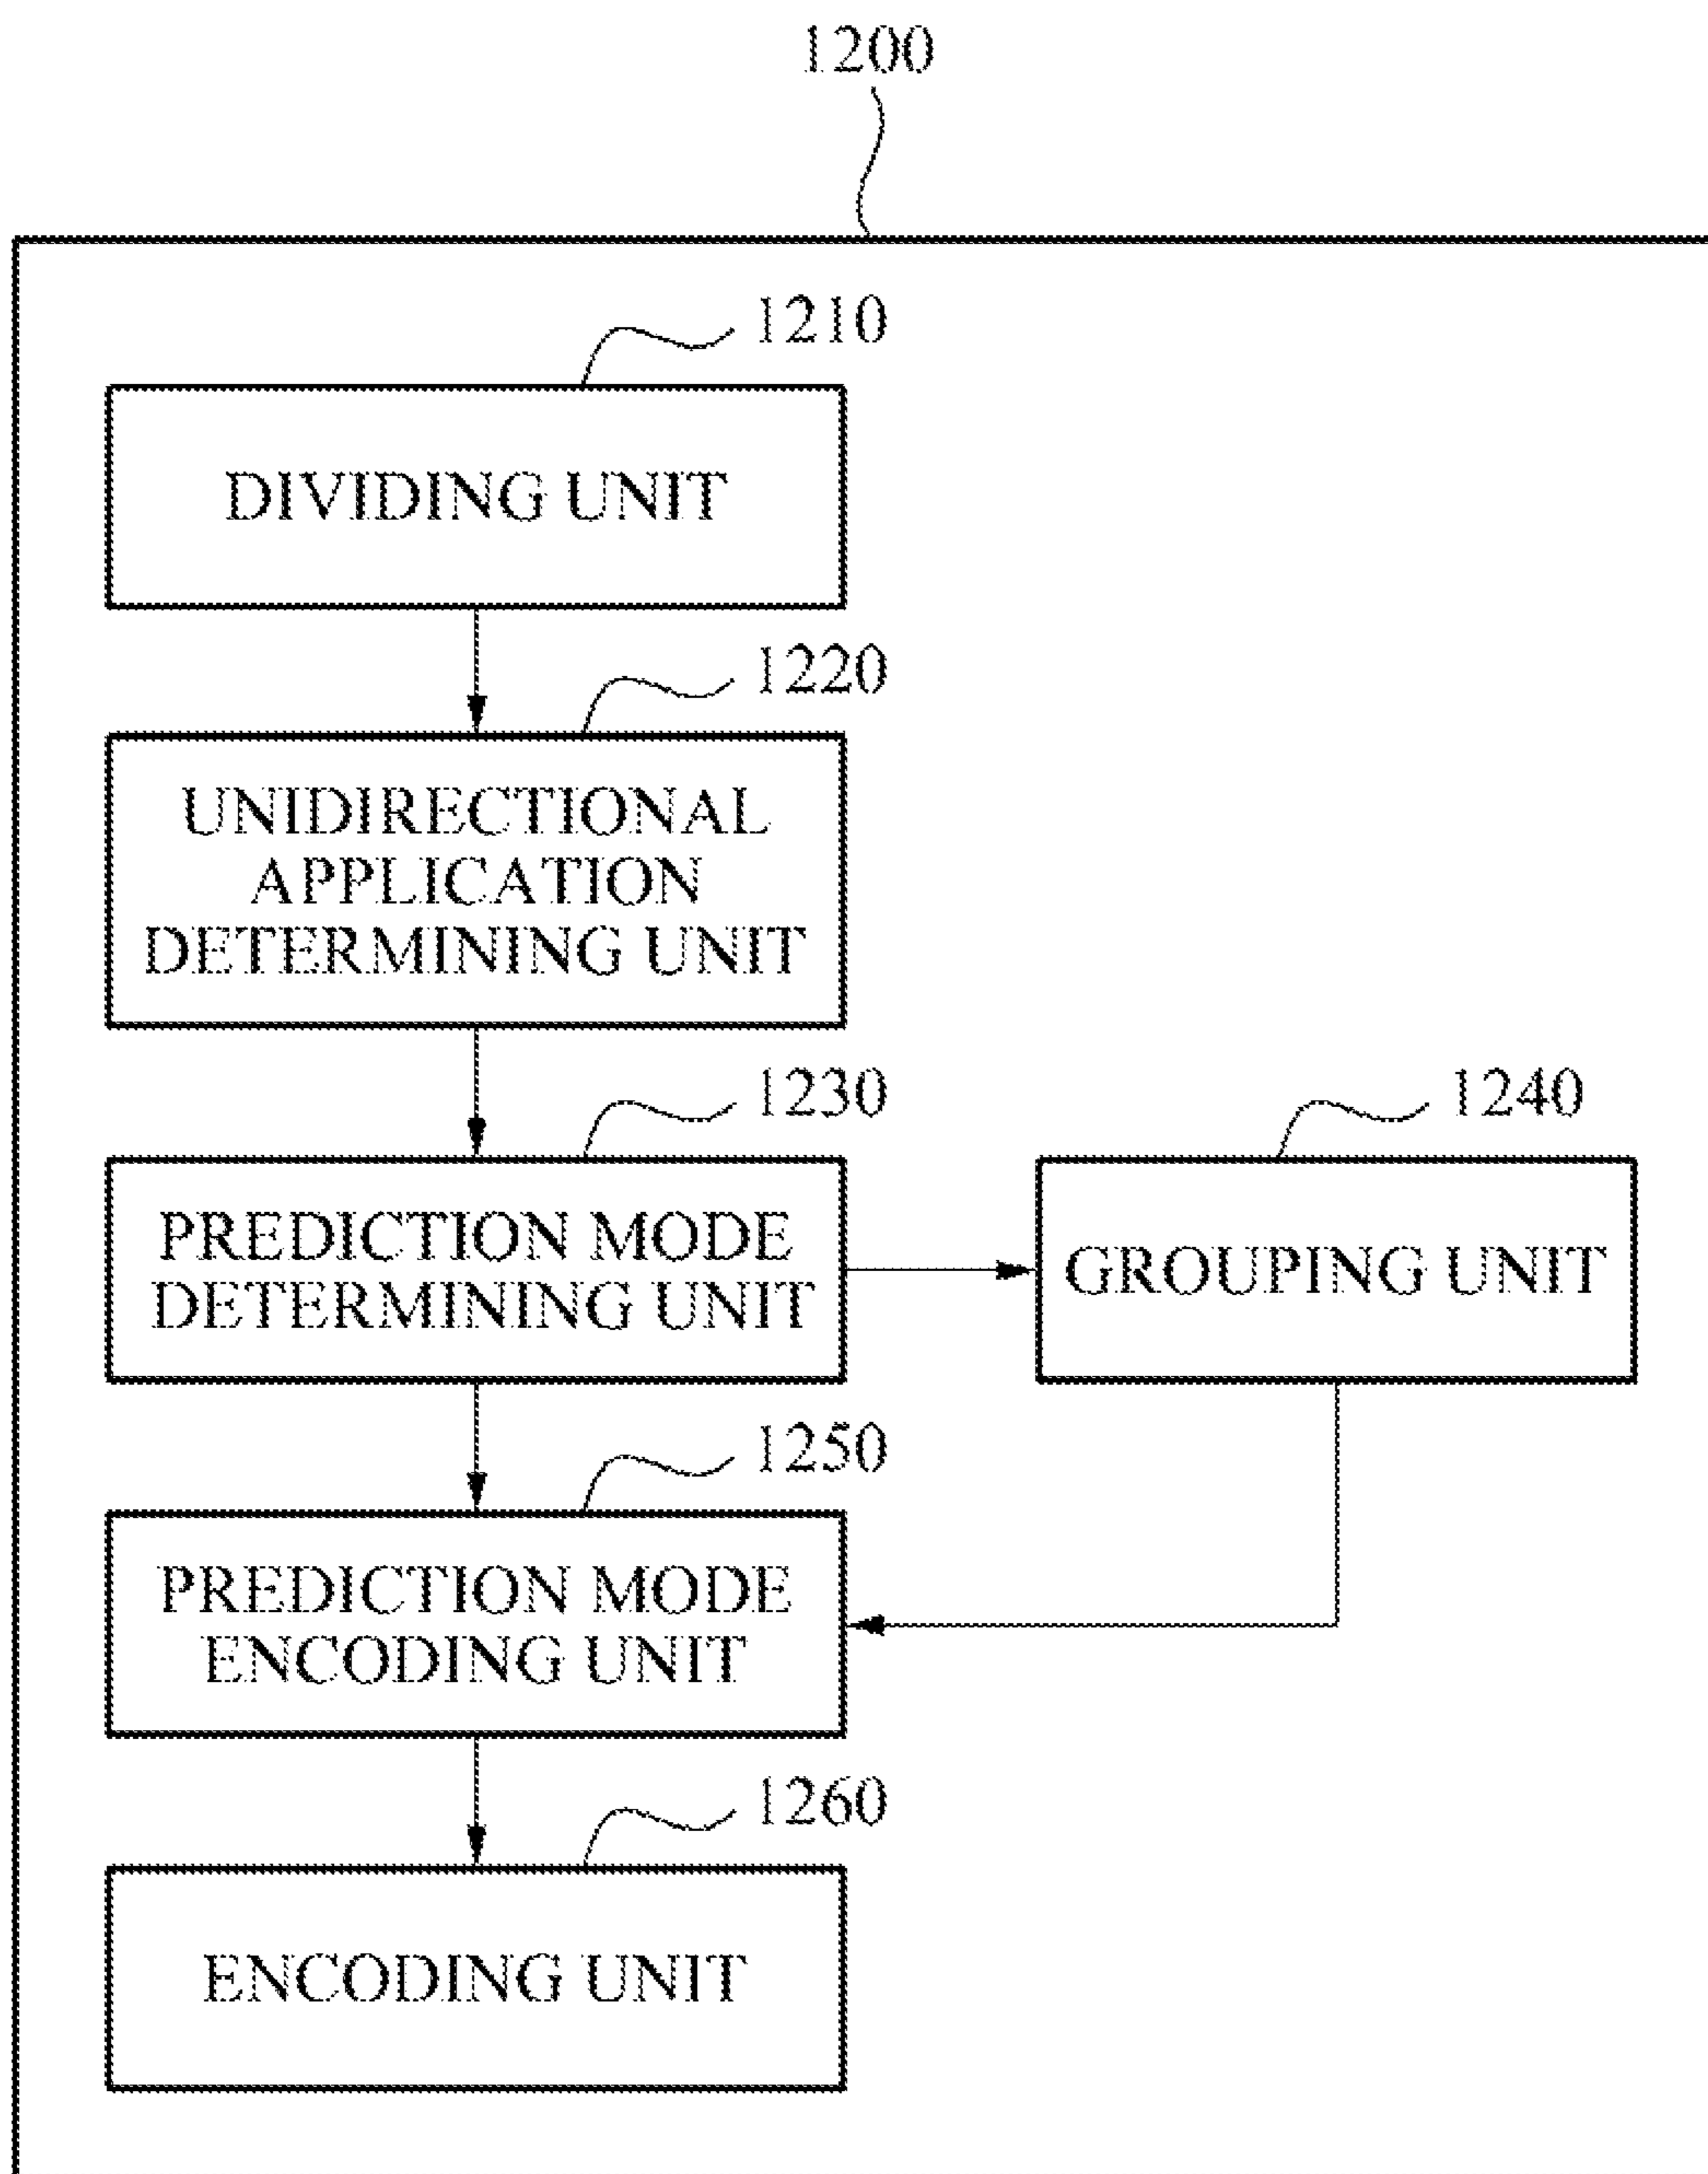 1200
1210
DIVIDING UNIT
1220
UNIDIRECTIONAL
APPLICATION
DETERMINING UNIT
1230
PREDICTION MODE
DETERMINING UNIT
1240
GROUPING UNIT
1250
PREDICTION MODE
ENCODING UNIT
1260
ENCODING UNIT